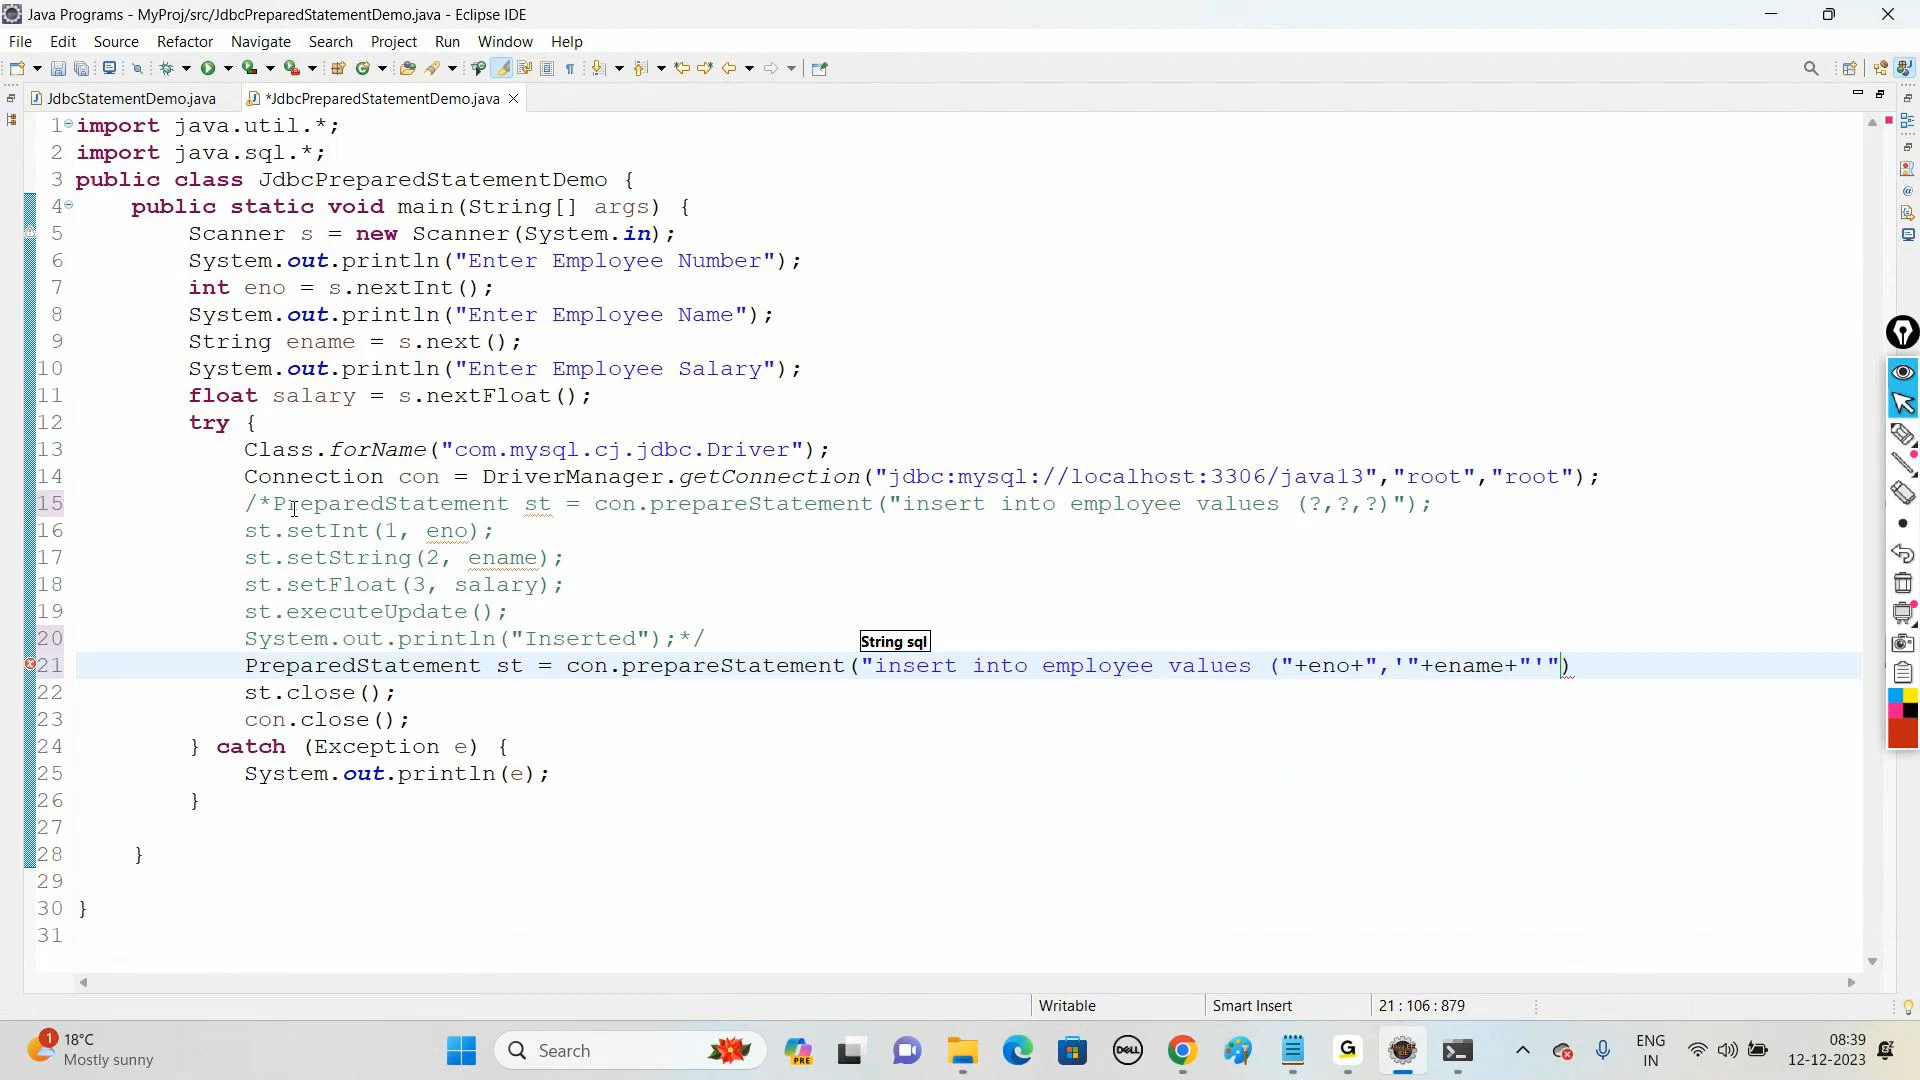 Java Programs - MyProj/src/JdbcPreparedStatementDemo.java - Eclipse IDE
File Edit Source Refactor Navigate Search Project Run Window Help
JdbcStatementDemo.java *JdbcPreparedStatementDemo.java
1 import java.util.*;
2 import java.sql.*;
3 public class JdbcPreparedStatementDemo {
4 public static void main(String[] args) {
5 Scanner s = new Scanner(System.in);
6 System.out.println("Enter Employee Number");
7 int eno = s.nextInt();
8 System.out.println("Enter Employee Name");
9 String ename = s.next();
10 System.out.println("Enter Employee Salary");
11 float salary = s.nextFloat();
12 try {
13 Class.forName("com.mysql.cj.jdbc.Driver");
14 Connection con = DriverManager.getConnection("jdbc:mysql://localhost:3306/java13","root","root");
15 /*PreparedStatement st = con.prepareStatement("insert into employee values (?,?,?)");
16 st.setInt(1, eno);
17 st.setString(2, ename);
18 st.setFloat(3, salary);
19 st.executeUpdate();
20 System.out.println("Inserted");*/
String sql
21 PreparedStatement st = con.prepareStatement("insert into employee values ("+eno+",'"+ename+"'")
22 st.close();
23 con.close();
24 } catch (Exception e) {
25 System.out.println(e);
26 }
27
28 }
29
30 }
31
Writable Smart Insert 21 : 106 : 879
1 18°C
Mostly sunny
Search
PRE
DELL
G
ENG
IN
08:39
12-12-2023